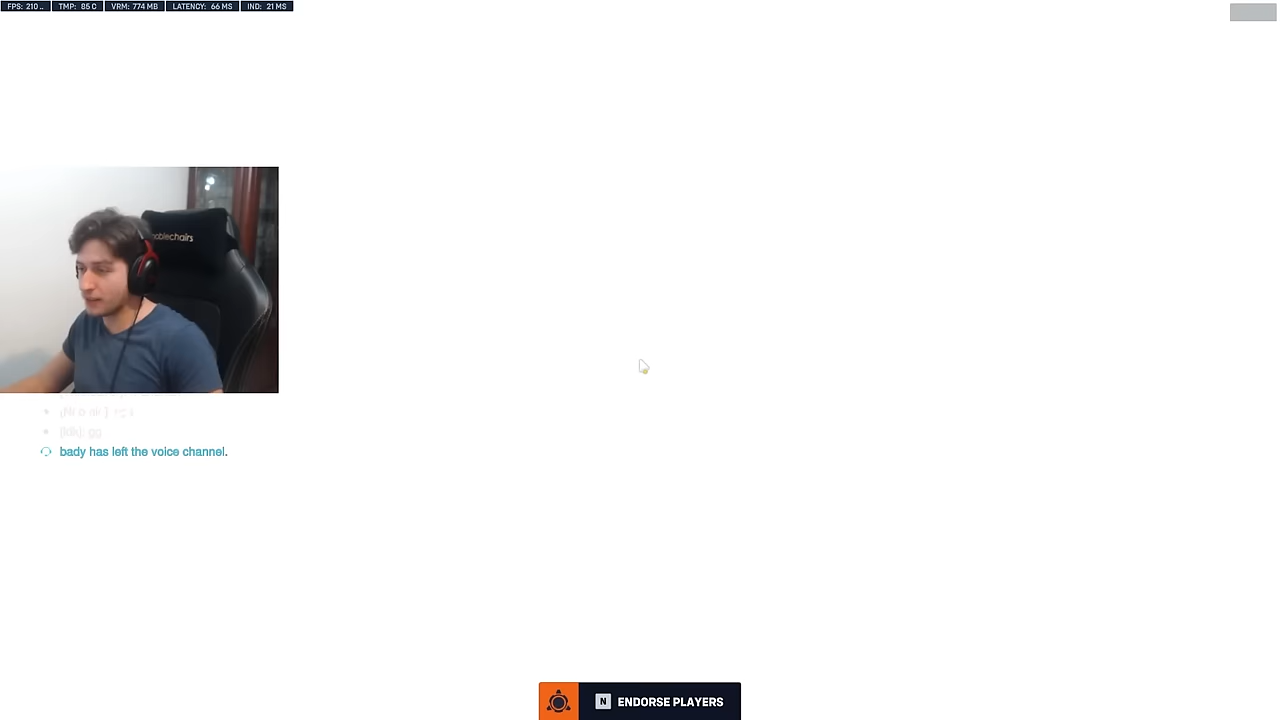 FPS: 210 ..
TMP: 85 C
VRM: 774 MB
LATENCY: 66 MS
IND: 21 MS
noblechairs
gg
bady has left the voice channel.
N ENDORSE PLAYERS